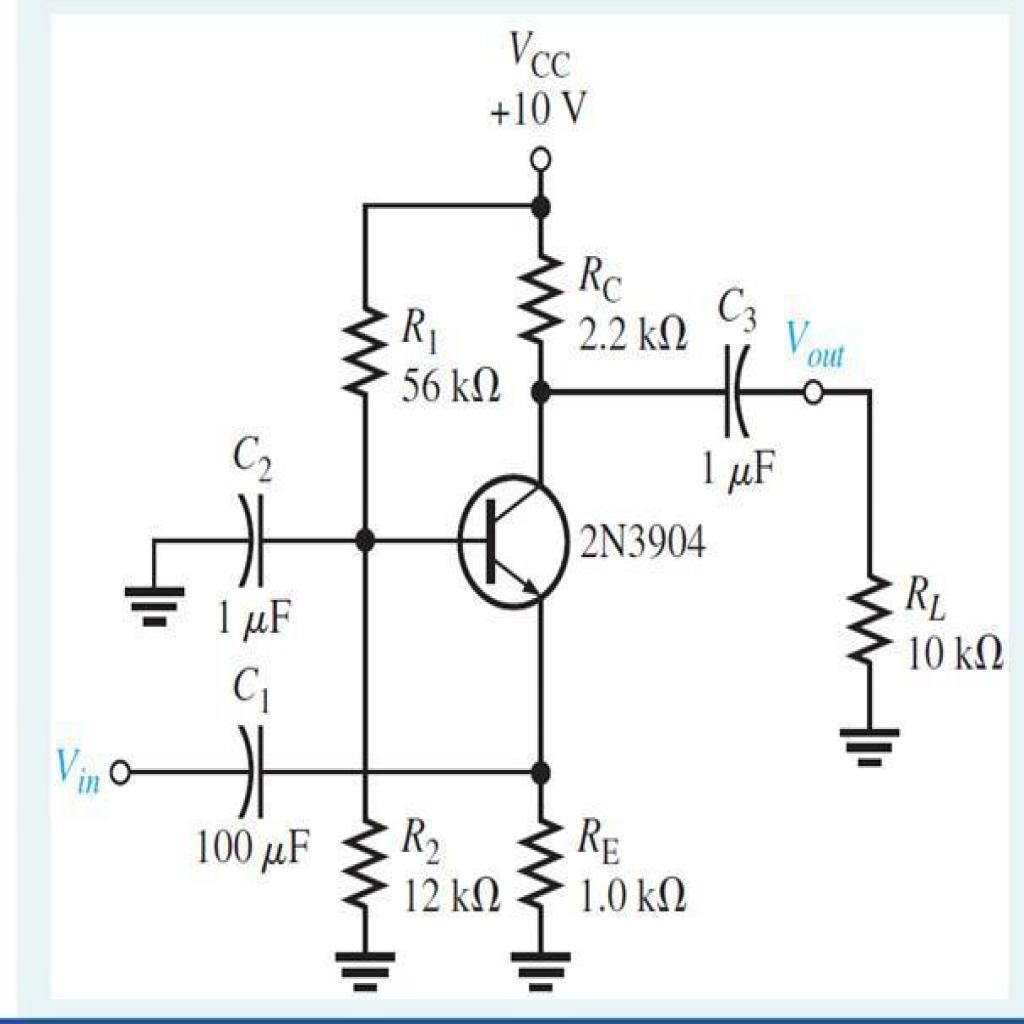 V_CC
+10 V
R_C
2.2 kΩ
C_3
V_out
R_1
56 kΩ
1 μF
C_2
2N3904
1 μF
R_L
10 kΩ
C_1
V_in
100 μF
R_2
12 kΩ
R_E
1.0 kΩ